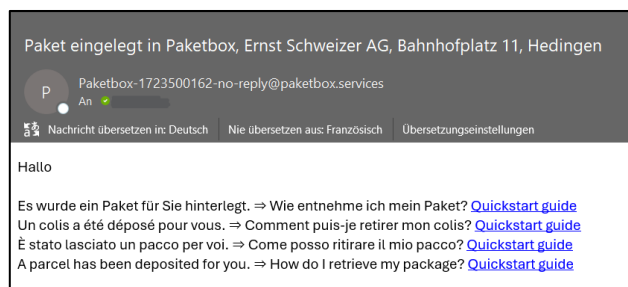 Paket eingelegt in Paketbox, Ernst Schweizer AG, Bahnhofplatz 11, Hedingen
P
Paketbox-1723500162-no-reply@paketbox.services
An
Nachricht übersetzen in: Deutsch | Nie übersetzen aus: Französisch | Übersetzungseinstellungen
Hallo
Es wurde ein Paket für Sie hinterlegt. ⇒ Wie entnehme ich mein Paket? Quickstart guide
Un colis a été déposé pour vous. ⇒ Comment puis-je retirer mon colis? Quickstart guide
È stato lasciato un pacco per voi. ⇒ Come posso ritirare il mio pacco? Quickstart guide
A parcel has been deposited for you. ⇒ How do I retrieve my package? Quickstart guide